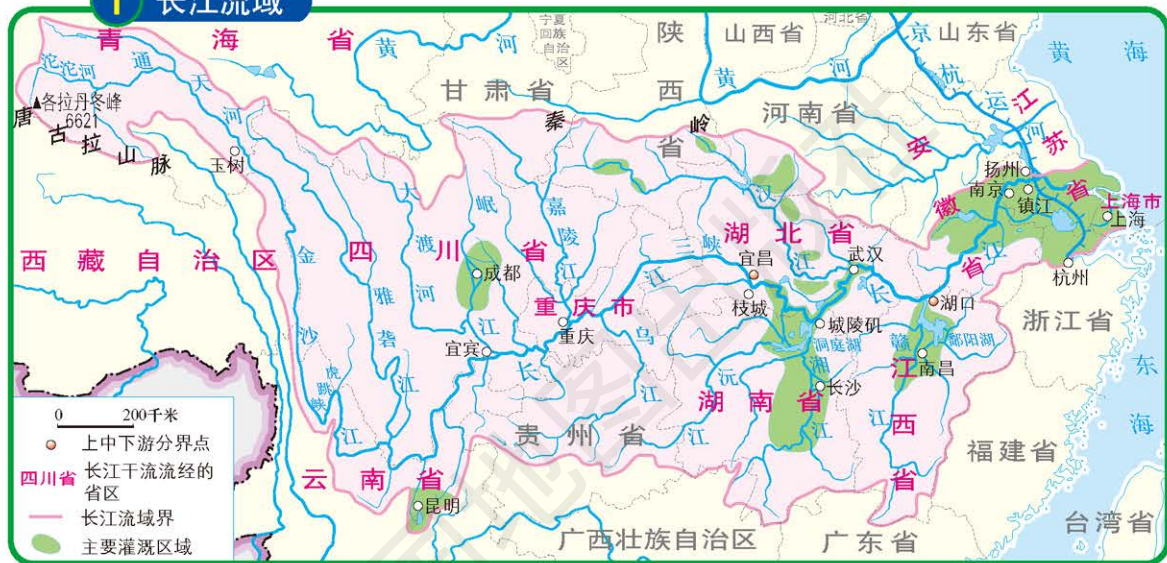 1 长江流域
青海省
宁夏回族自治区
河北省
陕西省
山西省
山东省
黄海
黄河
黄河
京杭运河
沱沱河
通天河
各拉丹冬峰
6621
唐古拉山脉
玉树
甘肃省
秦岭
河南省
安徽省
江苏省
扬州
南京
镇江
上海市
上海
杭州
西藏自治区
金沙江
四川省
大渡河
雅砻江
岷江
嘉陵江
成都
重庆市
重庆
三峡
湖北省
汉江
宜昌
武汉
枝城
长江
长江
湖口
城陵矶
洞庭湖
鄱阳湖
浙江省
东海
宜宾
乌江
沅江
湘江
赣江
南昌
长沙
虎跳峡
湖南省
江西省
贵州省
福建省
云南省
昆明
广西壮族自治区
广东省
台湾省
0 200千米
上中下游分界点
四川省 长江干流流经的
省区
长江流域界
主要灌溉区域